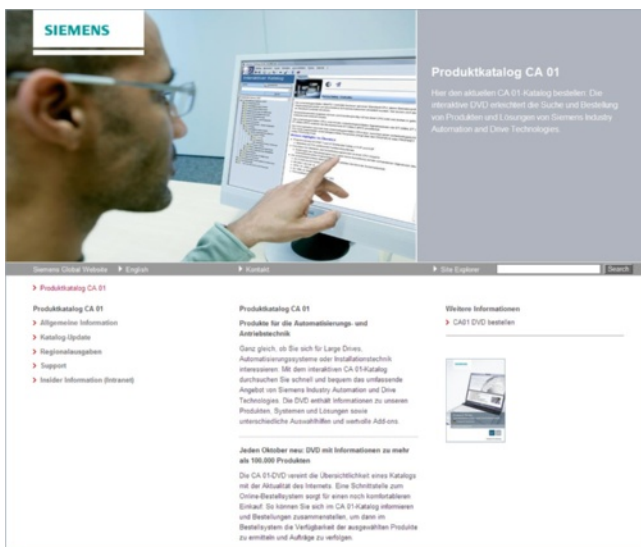 SIEMENS
Produktkatalog CA 01
Hier den aktuellen CA 01-Katalog bestellen. Die
interaktive DVD erleichtert die Suche und Bestellung
von Produkten und Lösungen von Siemens Industry
Automation and Drive Technologies.
Siemens Global Website
English
Kontakt
Site Explorer
Search
Produktkatalog CA 01
Produktkatalog CA 01
Allgemeine Information
Katalog-Update
Regionalausgaben
Support
Insider Information (Intranet)
Produktkatalog CA 01
Produkte für die Automatisierungs- und
Antriebstechnik
Ganz gleich, ob Sie sich für Large Drives,
Automatisierungssysteme oder Installationstechnik
interessieren: Mit dem interaktiven CA 01-Katalog
durchsuchen Sie schnell und bequem das umfassende
Angebot von Siemens Industry Automation and Drive
Technologies. Die DVD enthält Informationen zu unseren
Produkten, Systemen und Lösungen sowie
unterschiedliche Auswahlhilfen und wertvolle Add-ons.
Jeden Oktober neu: DVD mit Informationen zu mehr
als 100.000 Produkten
Die CA 01-DVD vereint die Übersichtlichkeit eines Katalogs
mit der Aktualität des Internets: Eine Schnittstelle zum
Online-Bestellsystem sorgt für einen noch komfortableren
Einkauf: So können Sie sich im CA 01-Katalog informieren
und Bestellungen zusammenstellen, um dann im
Bestellsystem die Verfügbarkeit der ausgewählten Produkte
zu ermitteln und Aufträge zu verfolgen.
Weitere Informationen
CA01 DVD bestellen